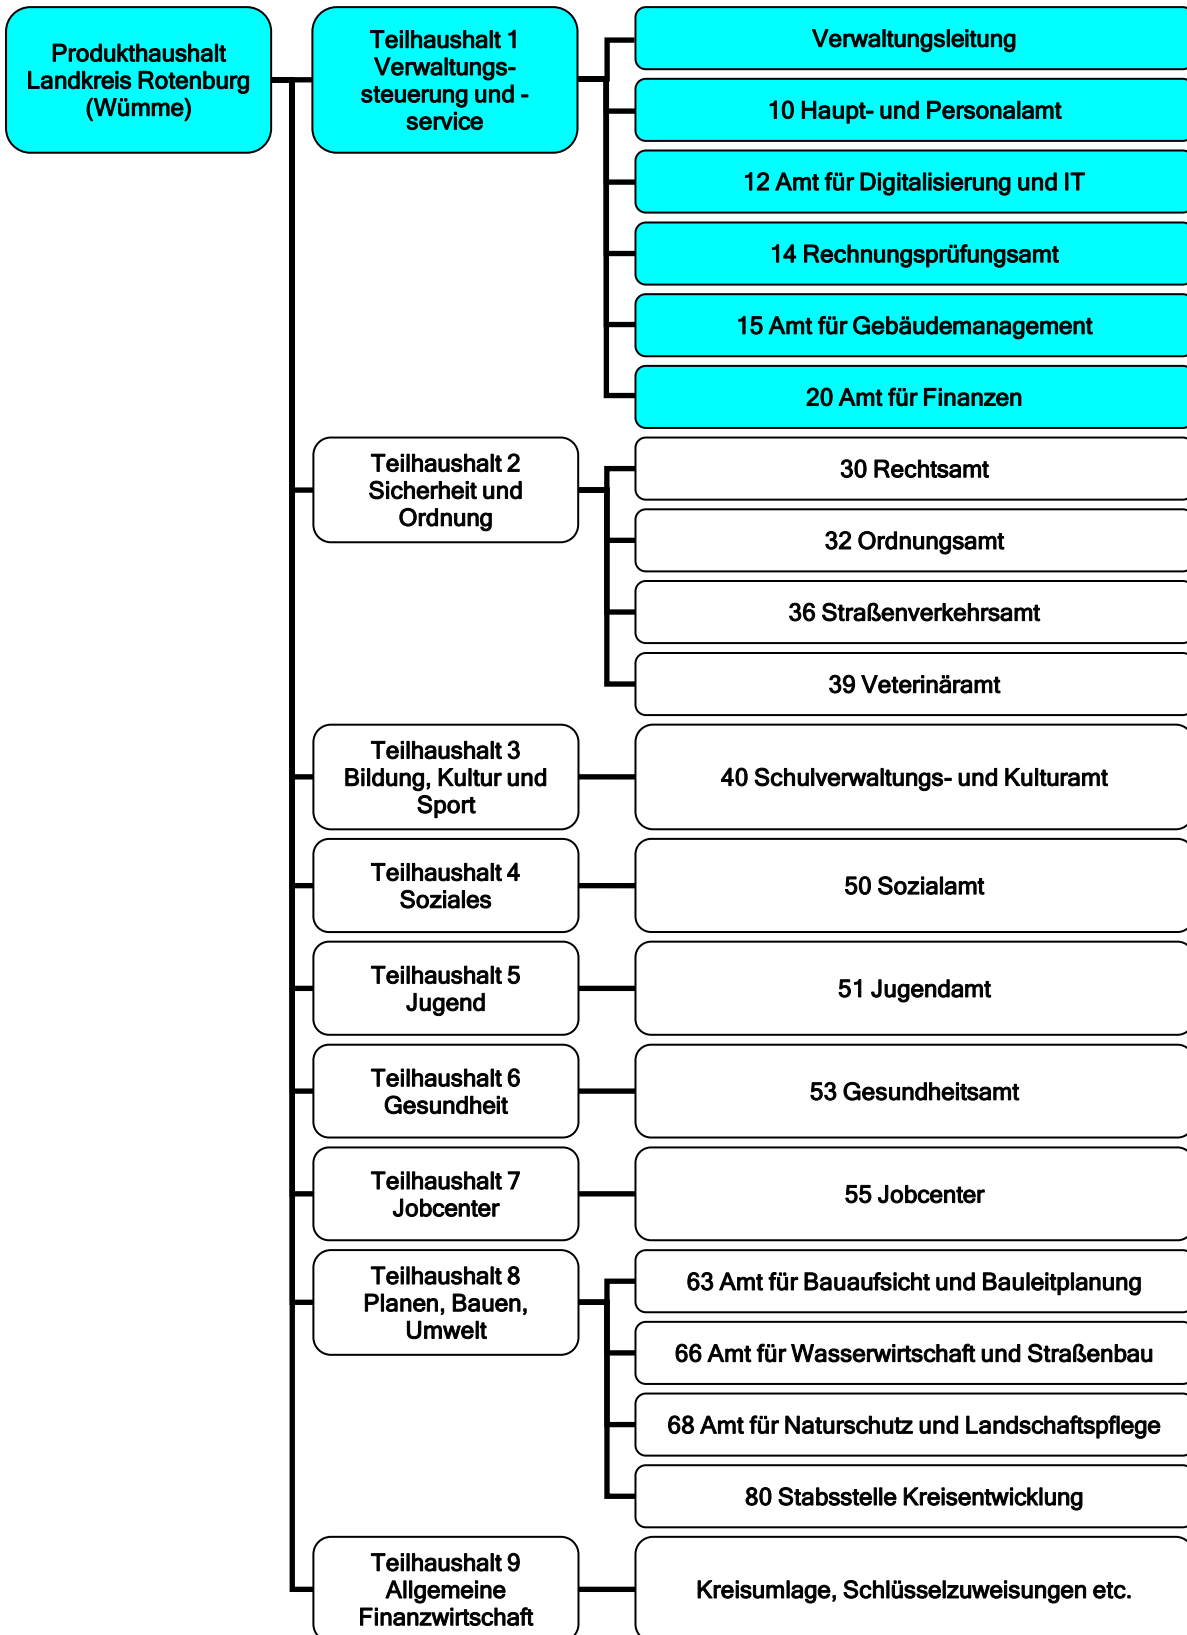 Produkthaushalt
Landkreis Rotenburg
(Wümme)
Teilhaushalt 1
Verwaltungs-
steuerung und -
service
Verwaltungsleitung
10 Haupt- und Personalamt
12 Amt für Digitalisierung und IT
14 Rechnungsprüfungsamt
15 Amt für Gebäudemanagement
20 Amt für Finanzen
Teilhaushalt 2
Sicherheit und
Ordnung
30 Rechtsamt
32 Ordnungsamt
36 Straßenverkehrsamt
39 Veterinäramt
Teilhaushalt 3
Bildung, Kultur und
Sport
40 Schulverwaltungs- und Kulturamt
Teilhaushalt 4
Soziales
50 Sozialamt
Teilhaushalt 5
Jugend
51 Jugendamt
Teilhaushalt 6
Gesundheit
53 Gesundheitsamt
Teilhaushalt 7
Jobcenter
55 Jobcenter
Teilhaushalt 8
Planen, Bauen,
Umwelt
63 Amt für Bauaufsicht und Bauleitplanung
66 Amt für Wasserwirtschaft und Straßenbau
68 Amt für Naturschutz und Landschaftspflege
80 Stabsstelle Kreisentwicklung
Teilhaushalt 9
Allgemeine
Finanzwirtschaft
Kreisumlage, Schlüsselzuweisungen etc.